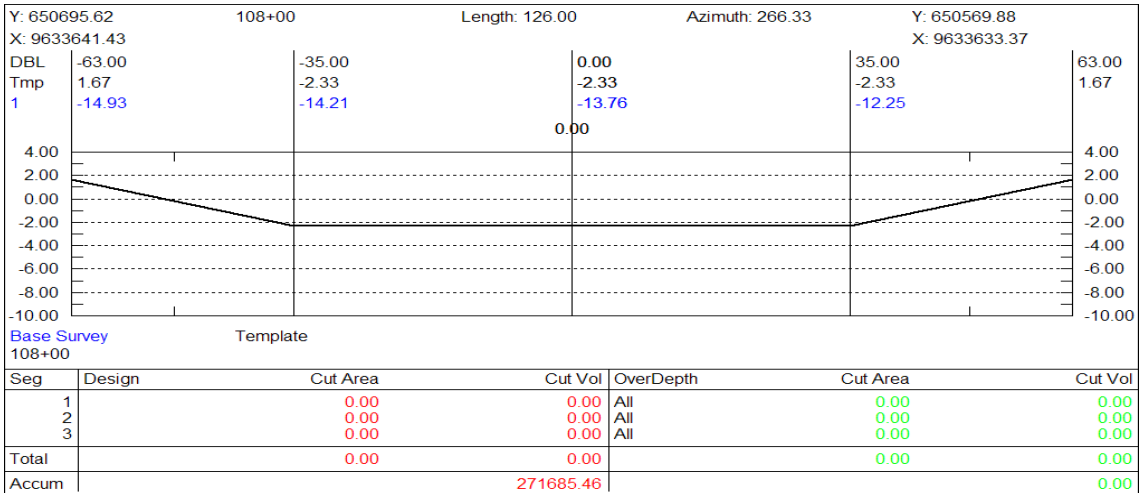 Y: 650695.62 108+00 Length: 126.00 Azimuth: 266.33 Y: 650569.88
X: 9633641.43 X: 9633633.37
DBL -63.00 -35.00 0.00 35.00 63.00
Tmp 1.67 -2.33 -2.33 -2.33 1.67
1 -14.93 -14.21 -13.76 -12.25
0.00
4.00 4.00
2.00 2.00
0.00 0.00
-2.00 -2.00
-4.00 -4.00
-6.00 -6.00
-8.00 -8.00
-10.00 -10.00
Base Survey Template
108+00
Seg Design Cut Area Cut Vol OverDepth Cut Area Cut Vol
1 0.00 0.00 All 0.00 0.00
2 0.00 0.00 All 0.00 0.00
3 0.00 0.00 All 0.00 0.00
Total 0.00 0.00 0.00 0.00
Accum 271685.46 0.00